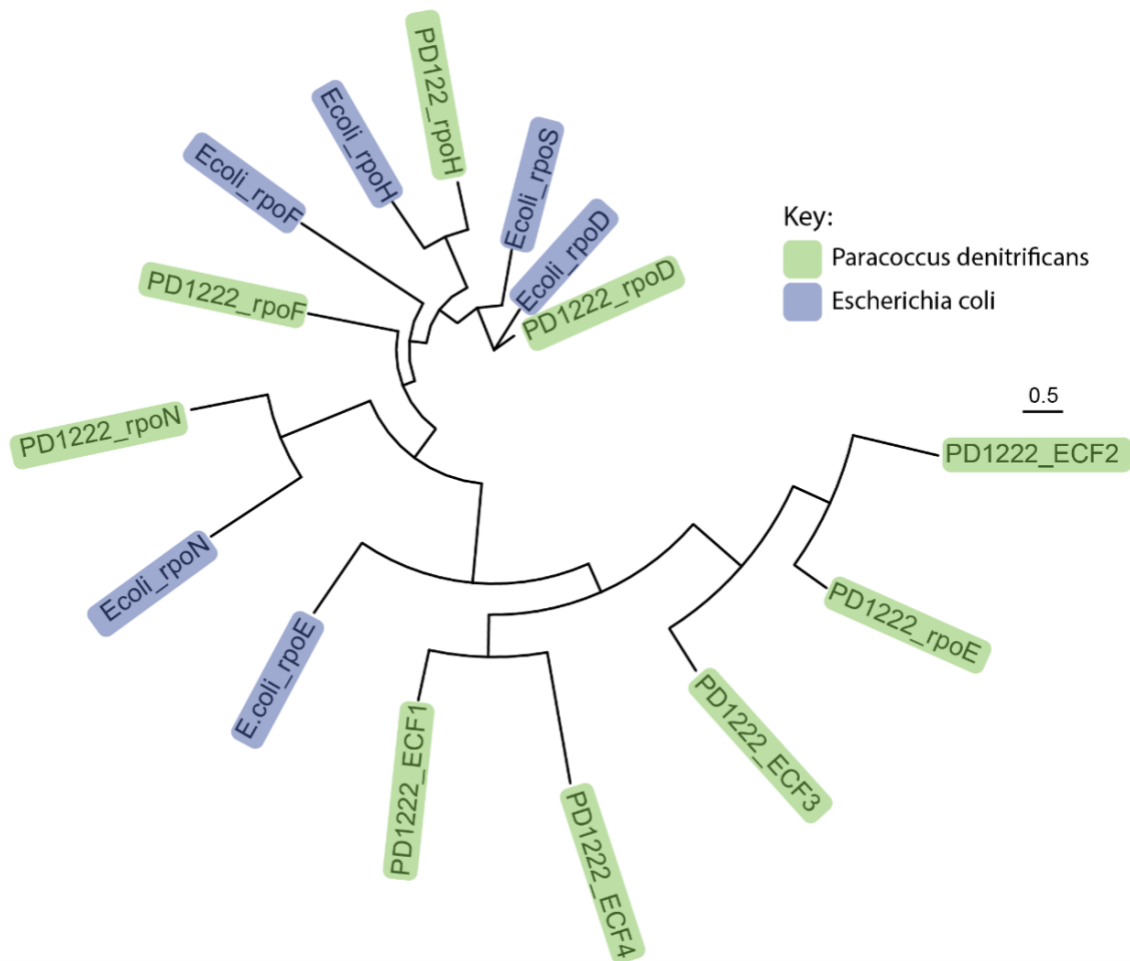 PD122_rpoH
Ecoli_rpoH
Ecoli_rpoS
Ecoli_rpoF
Ecoli_rpoD
PD1222_rpoD
PD1222_rpoF
Key:
Paracoccus denitrificans
Escherichia coli
0.5
PD1222_rpoN
PD1222_ECF2
Ecoli_rpoN
PD1222_rpoE
E.coli_rpoE
PD1222_ECF3
PD1222_ECF1
PD1222_ECF4